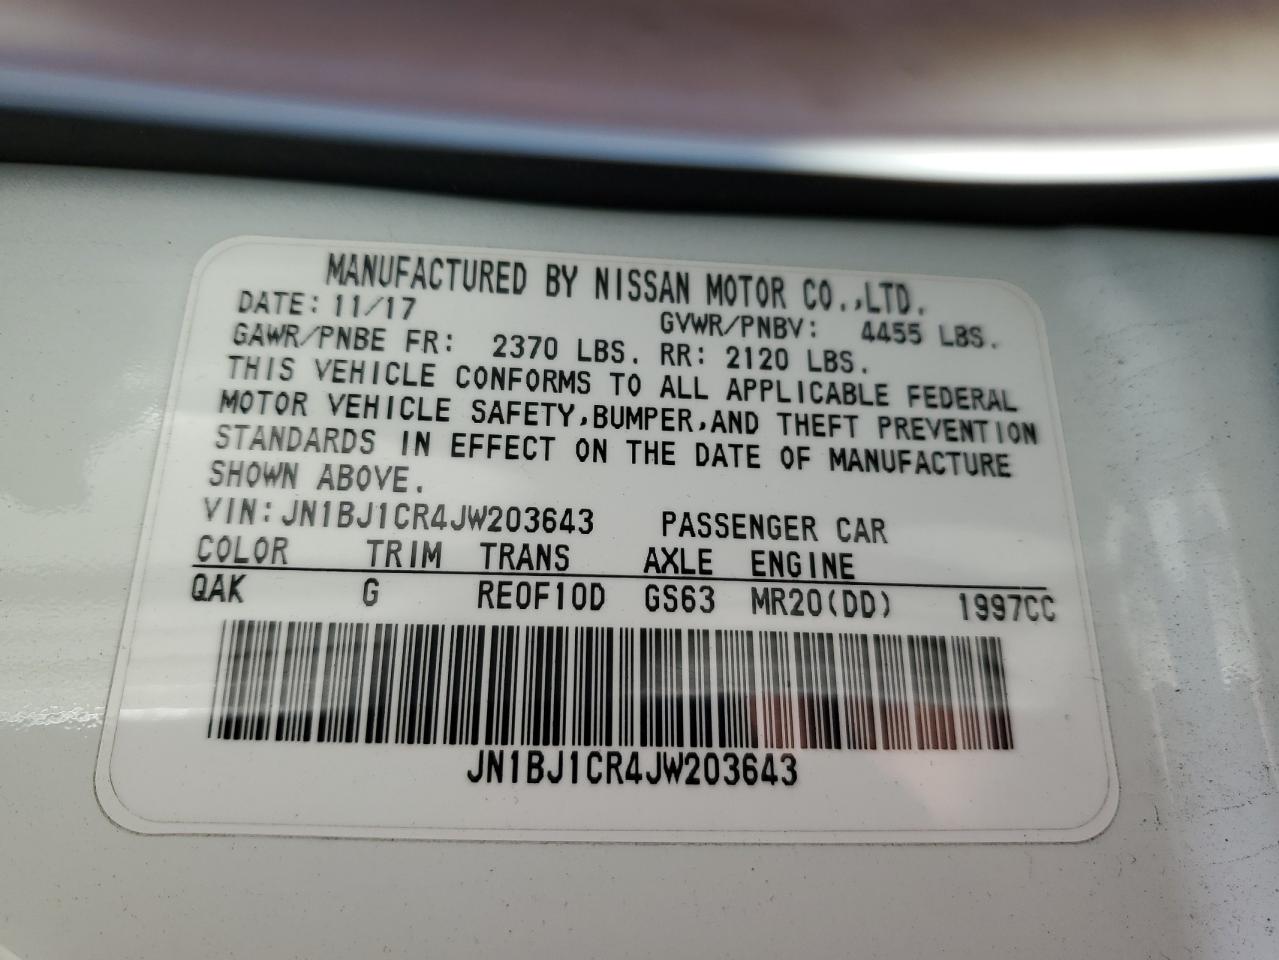 MANUFACTURED BY NISSAN MOTOR CO.,LTD.
DATE: 11/17 GVWR/PNBV: 4455 LBS.
GAWR/PNBE FR: 2370 LBS. RR: 2120 LBS.
THIS VEHICLE CONFORMS TO ALL APPLICABLE FEDERAL
MOTOR VEHICLE SAFETY,BUMPER,AND THEFT PREVENTION
STANDARDS IN EFFECT ON THE DATE OF MANUFACTURE
SHOWN ABOVE.
VIN: JN1BJ1CR4JW203643 PASSENGER CAR
COLOR TRIM TRANS AXLE ENGINE
QAK G RE0F10D GS63 MR20(DD) 1997CC
JN1BJ1CR4JW203643